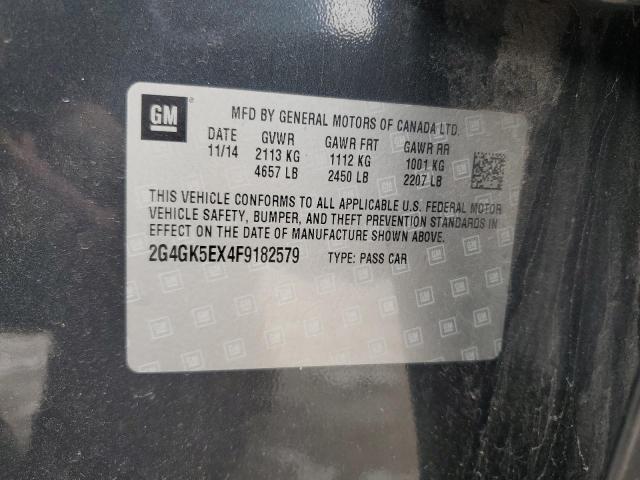 GM ®
MFD BY GENERAL MOTORS OF CANADA LTD.
DATE GVWR GAWR FRT GAWR RR
11/14 2113 KG 1112 KG 1001 KG
4657 LB 2450 LB 2207 LB
THIS VEHICLE CONFORMS TO ALL APPLICABLE U.S. FEDERAL MOTOR
VEHICLE SAFETY, BUMPER, AND THEFT PREVENTION STANDARDS IN
EFFECT ON THE DATE OF MANUFACTURE SHOWN ABOVE.
2G4GK5EX4F9182579 TYPE: PASS CAR